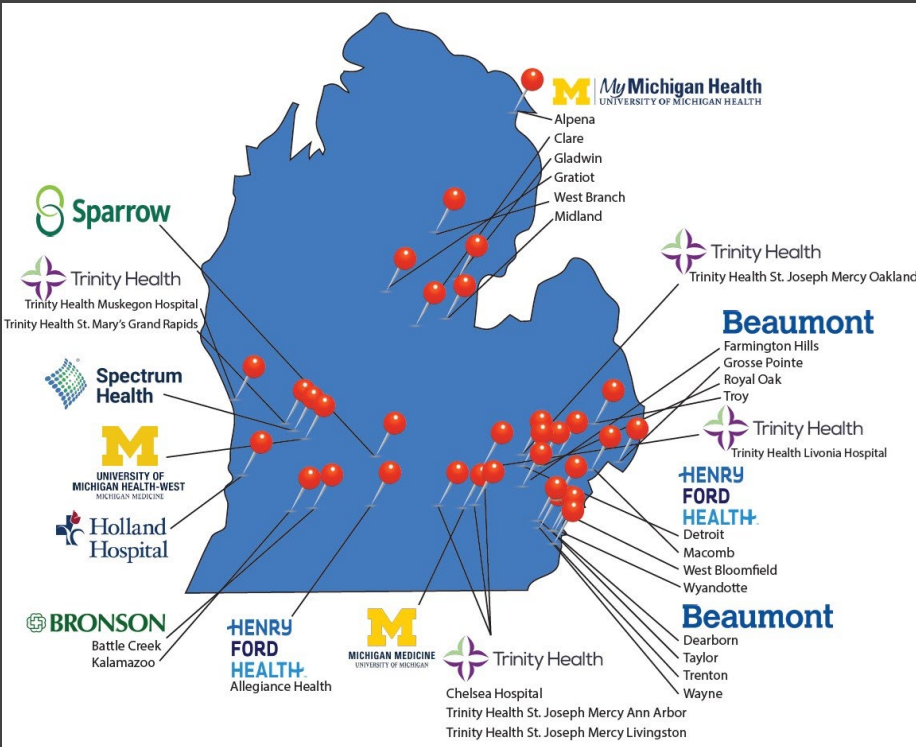 M
My Michigan Health
UNIVERSITY OF MICHIGAN HEALTH
Alpena
Clare
Gladwin
Gratiot
West Branch
Midland
Sparrow
Trinity Health
Trinity Health Muskegon Hospital
Trinity Health St. Mary's Grand Rapids
Spectrum
Health
M
UNIVERSITY OF
MICHIGAN HEALTH-WEST
MICHIGAN MEDICINE
Holland
Hospital
BRONSON
Battle Creek
Kalamazoo
HENRY
FORD
HEALTH
Allegiance Health
M
MICHIGAN MEDICINE
UNIVERSITY OF MICHIGAN
Trinity Health
Chelsea Hospital
Trinity Health St. Joseph Mercy Ann Arbor
Trinity Health St. Joseph Mercy Livingston
Trinity Health
Trinity Health St. Joseph Mercy Oakland
Beaumont
Farmington Hills
Grosse Pointe
Royal Oak
Troy
Trinity Health
Trinity Health Livonia Hospital
HENRY
FORD
HEALTH
Detroit
Macomb
West Bloomfield
Wyandotte
Beaumont
Dearborn
Taylor
Trenton
Wayne